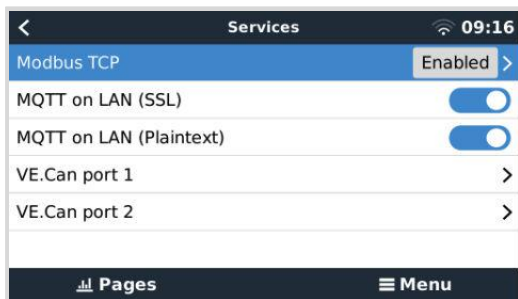 Services 09:16
Modbus TCP Enabled
MQTT on LAN (SSL)
MQTT on LAN (Plaintext)
VE.Can port 1
VE.Can port 2
Pages Menu